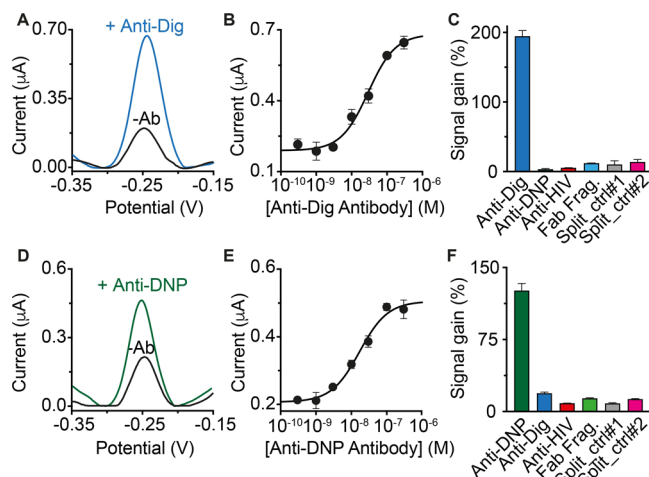 A
+ Anti-Dig
0.70
0.35
0.00
Current (µA)
-Ab
-0.35
-0.25
-0.15
Potential (V)
B
0.7
0.4
0.1
Current (µA)
10⁻¹⁰
10⁻⁹
10⁻⁸
10⁻⁷
10⁻⁶
[Anti-Dig Antibody] (M)
C
200
100
0
Signal gain (%)
Anti-Dig
Anti-DNP
Anti-HIV
Fab Frag.
Split_ctrl#1
Split_ctrl#2
D
+ Anti-DNP
0.6
0.3
0.0
Current (µA)
-Ab
-0.35
-0.25
-0.15
Potential (V)
E
0.6
0.4
0.2
Current (µA)
10⁻¹⁰
10⁻⁹
10⁻⁸
10⁻⁷
10⁻⁶
[Anti-DNP Antibody] (M)
F
150
75
0
Signal gain (%)
Anti-DNP
Anti-Dig
Anti-HIV
Fab Frag.
Split_ctrl#1
Split_ctrl#2